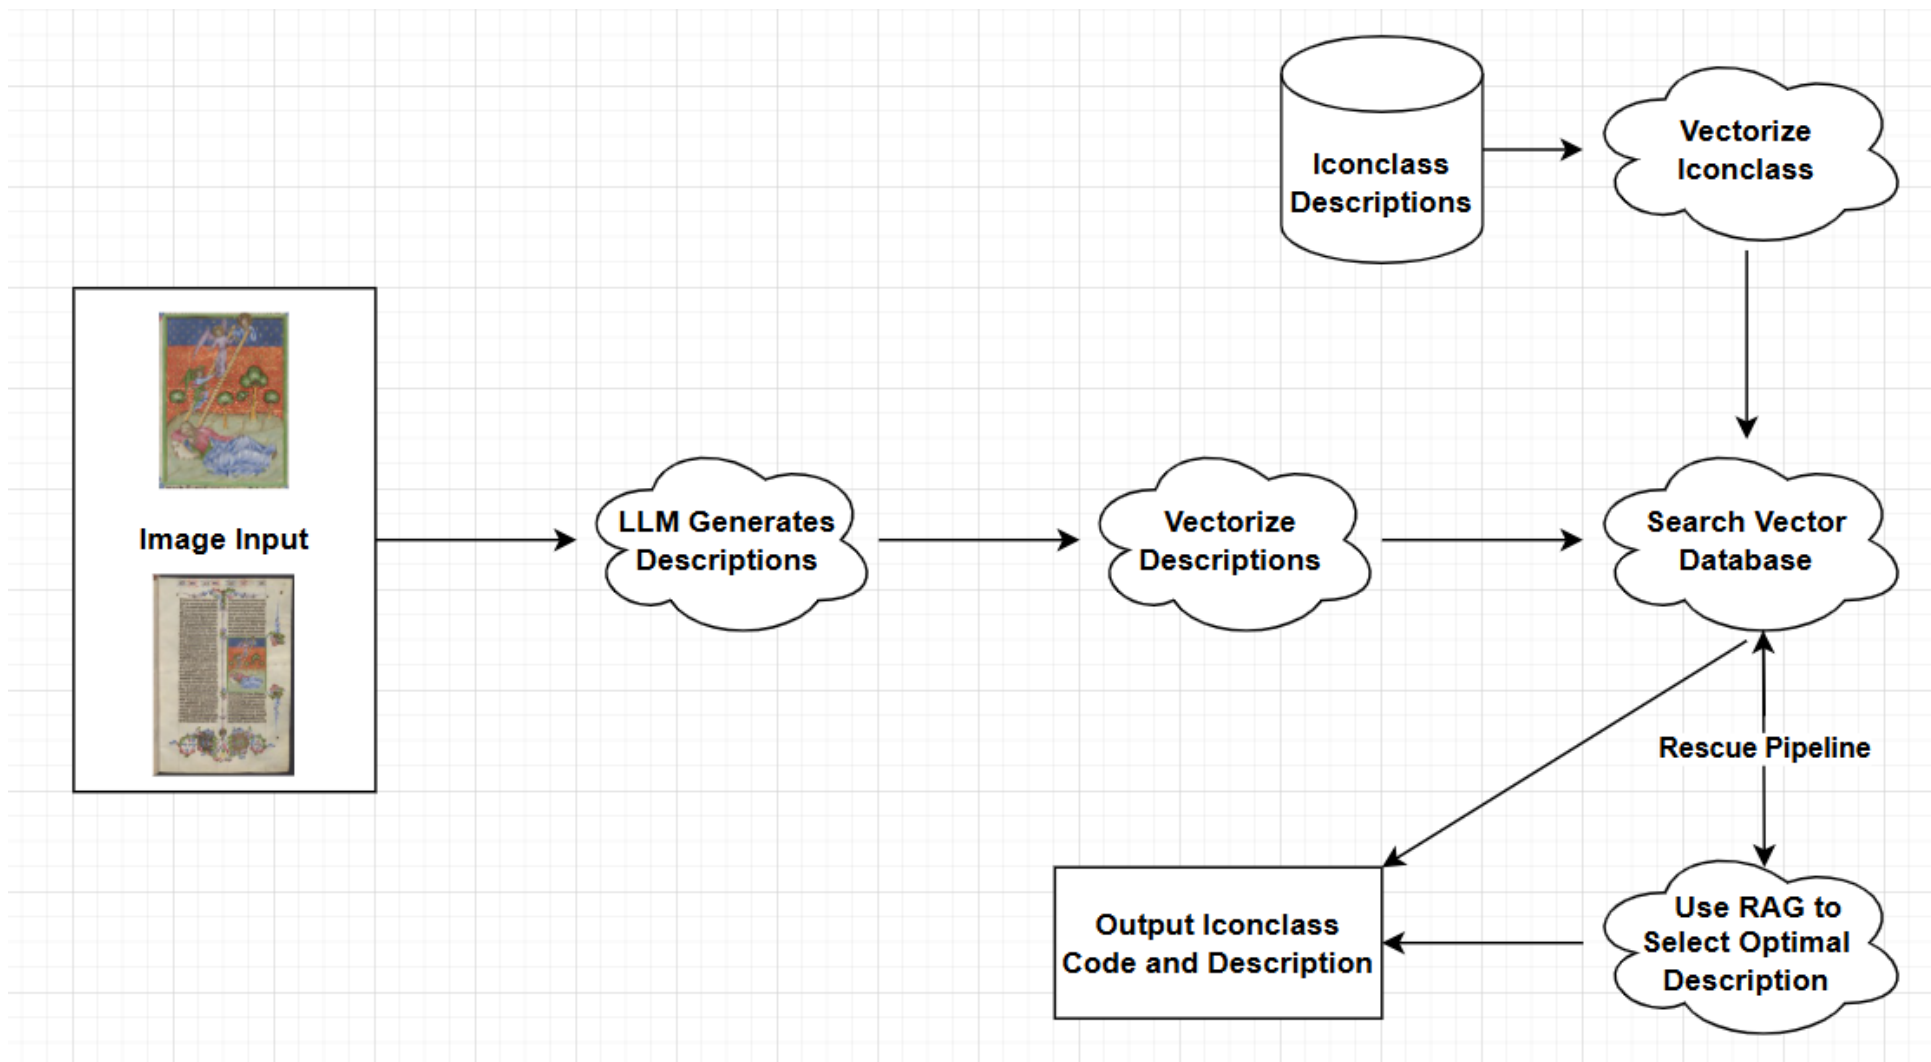 Iconclass
Descriptions
Vectorize
Iconclass
Image Input
LLM Generates
Descriptions
Vectorize
Descriptions
Search Vector
Database
Rescue Pipeline
Output Iconclass
Code and Description
Use RAG to
Select Optimal
Description